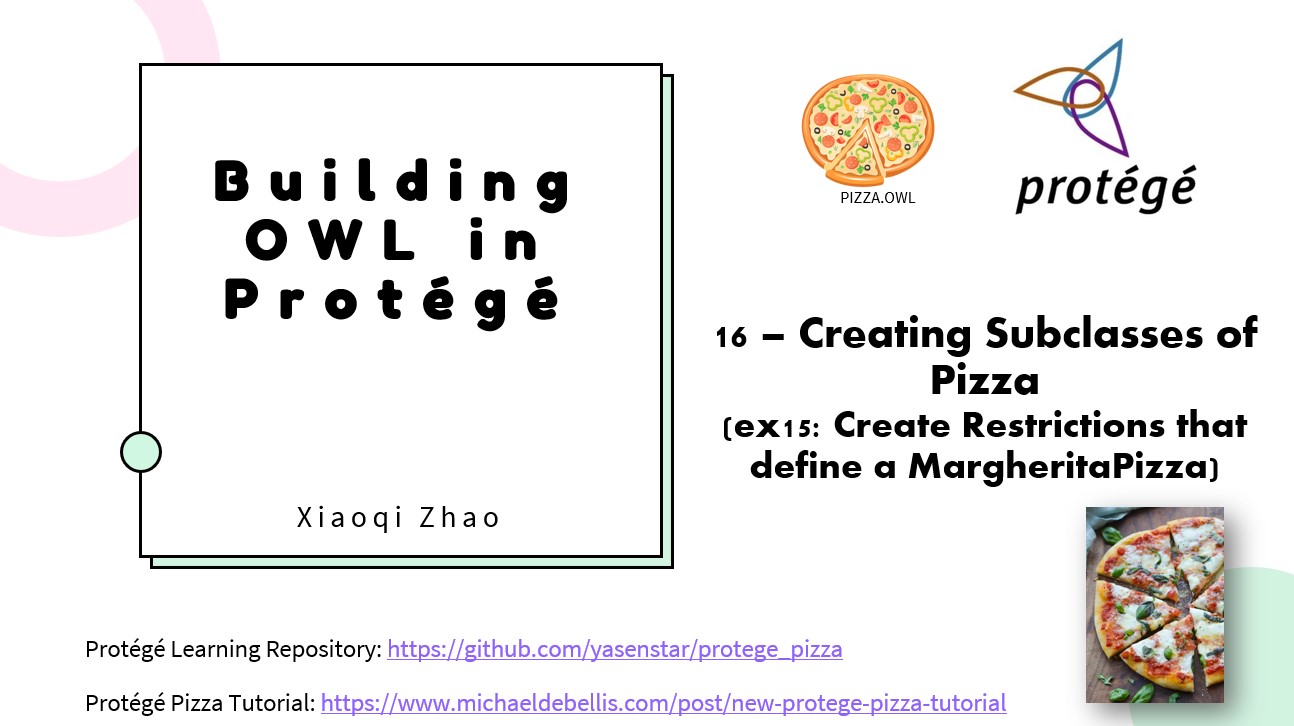 Building
OWL in
Protégé
Xiaoqi Zhao
PIZZA.OWL
protégé
16 – Creating Subclasses of
Pizza
(ex15: Create Restrictions that
define a MargheritaPizza)
Protégé Learning Repository: https://github.com/yasenstar/protege_pizza
Protégé Pizza Tutorial: https://www.michaeldebellis.com/post/new-protege-pizza-tutorial